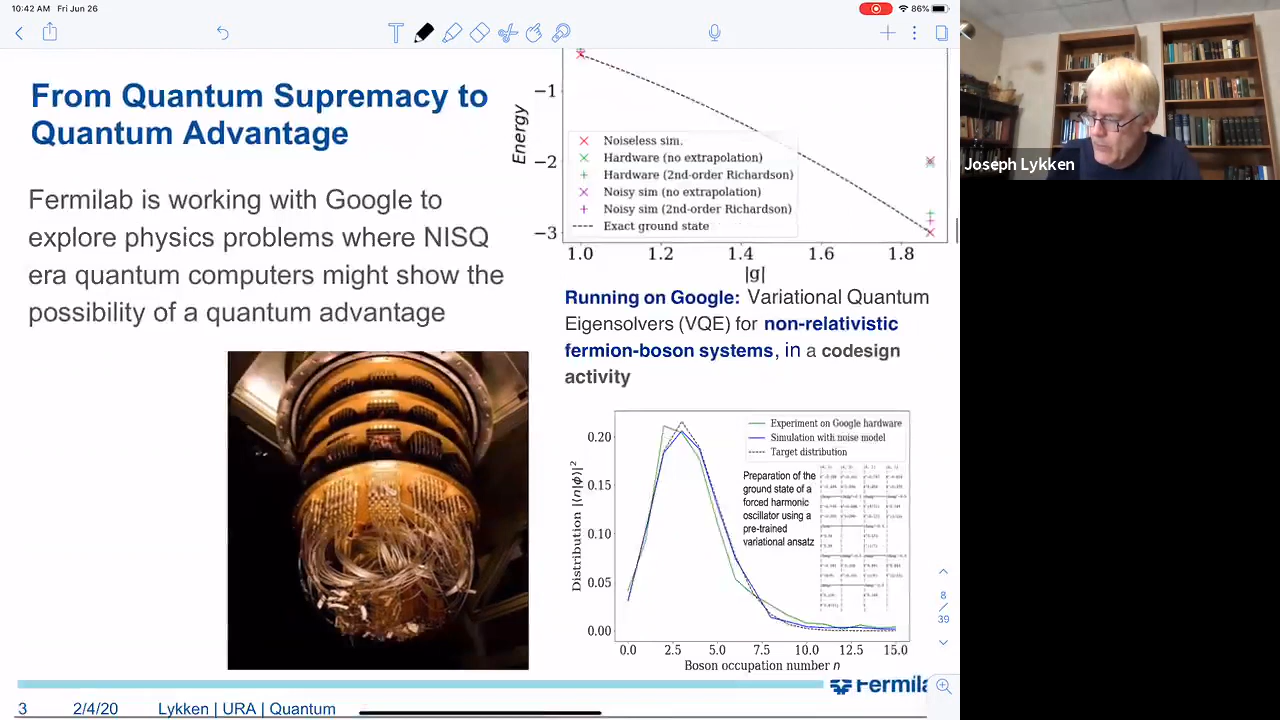 10:42 AM Fri Jun 26
86%
From Quantum Supremacy to
Quantum Advantage
Fermilab is working with Google to
explore physics problems where NISQ
era quantum computers might show the
possibility of a quantum advantage
Energy
−1
−2
−3
Noiseless sim.
Hardware (no extrapolation)
Hardware (2nd-order Richardson)
Noisy sim (no extrapolation)
Noisy sim (2nd-order Richardson)
Exact ground state
1.0 1.2 1.4 1.6 1.8
|g|
Running on Google: Variational Quantum
Eigensolvers (VQE) for non-relativistic
fermion-boson systems, in a codesign
activity
Distribution |⟨n|ϕ⟩|²
0.20
0.15
0.10
0.05
0.00
Experiment on Google hardware
Simulation with noise model
Target distribution
Preparation of the
ground state of a
forced harmonic
oscillator using a
pre-trained
variational ansatz
0.0 2.5 5.0 7.5 10.0 12.5 15.0
Boson occupation number n
8
/
39
Fermila
3 2/4/20 Lykken | URA | Quantum
Joseph Lykken